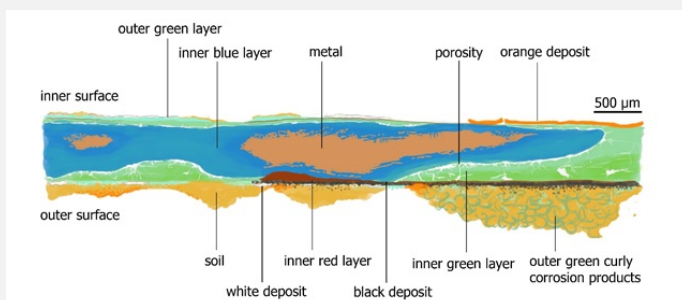 outer green layer
inner blue layer
metal
porosity
orange deposit
inner surface
500 µm
outer surface
soil
inner red layer
inner green layer
outer green curly
corrosion products
white deposit
black deposit